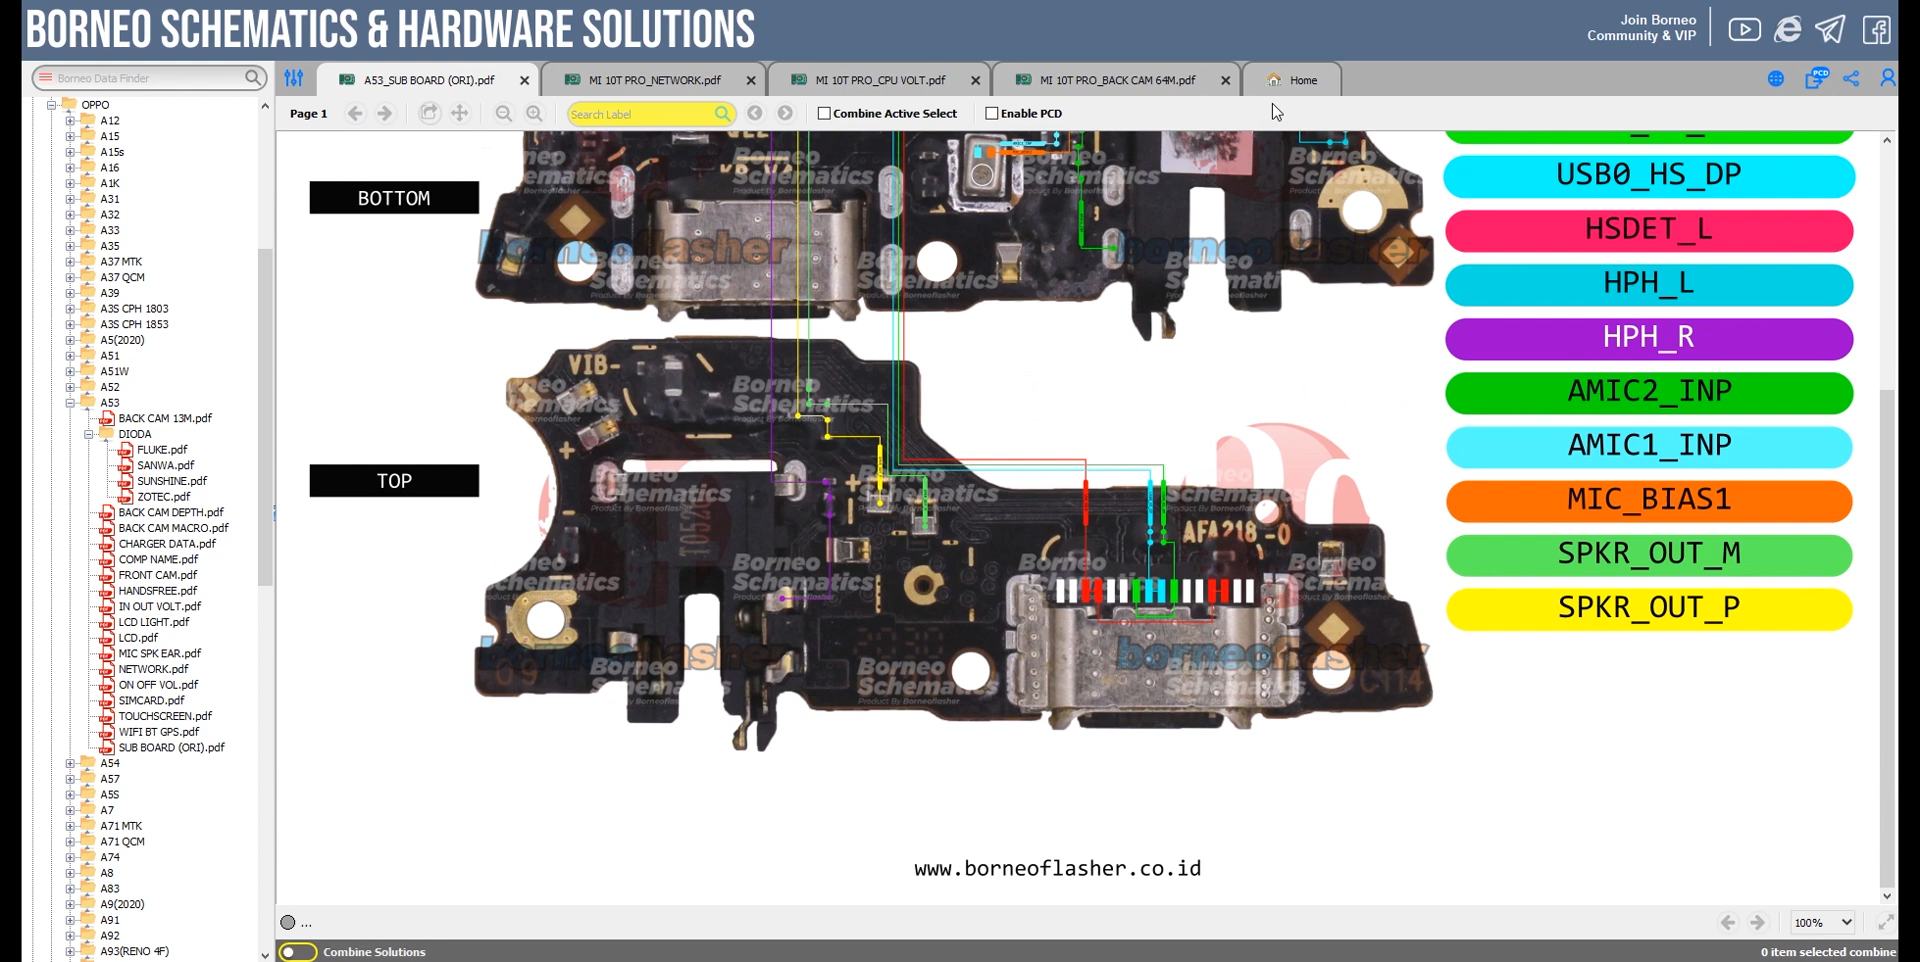 BORNEO SCHEMATICS & HARDWARE SOLUTIONS
Join Borneo
Community & VIP
Borneo Data Finder
A53_SUB BOARD (ORI).pdf
MI 10T PRO_NETWORK.pdf
MI 10T PRO_CPU VOLT.pdf
MI 10T PRO_BACK CAM 64M.pdf
Home
PCD
Page 1
Search Label
Combine Active Select
Enable PCD
OPPO
A12
A15
A15s
A16
A1K
A31
A32
A33
A35
A37 MTK
A37 QCM
A39
A3S CPH 1803
A3S CPH 1853
A5(2020)
A51
A51W
A52
A53
BACK CAM 13M.pdf
DIODA
FLUKE.pdf
SANWA.pdf
SUNSHINE.pdf
ZOTEC.pdf
BACK CAM DEPTH.pdf
BACK CAM MACRO.pdf
CHARGER DATA.pdf
COMP NAME.pdf
FRONT CAM.pdf
HANDSFREE.pdf
IN OUT VOLT.pdf
LCD LIGHT.pdf
LCD.pdf
MIC SPK EAR.pdf
NETWORK.pdf
ON OFF VOL.pdf
SIMCARD.pdf
TOUCHSCREEN.pdf
WIFI BT GPS.pdf
SUB BOARD (ORI).pdf
A54
A57
A5S
A7
A71 MTK
A71 QCM
A74
A8
A83
A9(2020)
A91
A92
A93(RENO 4F)
BOTTOM
TOP
VIB-
AFA218-0
C114
Borneo
Schematics
Product By Borneoflasher
borneoflasher
USB0_HS_DP
HSDET_L
HPH_L
HPH_R
AMIC2_INP
AMIC1_INP
MIC_BIAS1
SPKR_OUT_M
SPKR_OUT_P
www.borneoflasher.co.id
...
100%
Combine Solutions
0 item selected combine